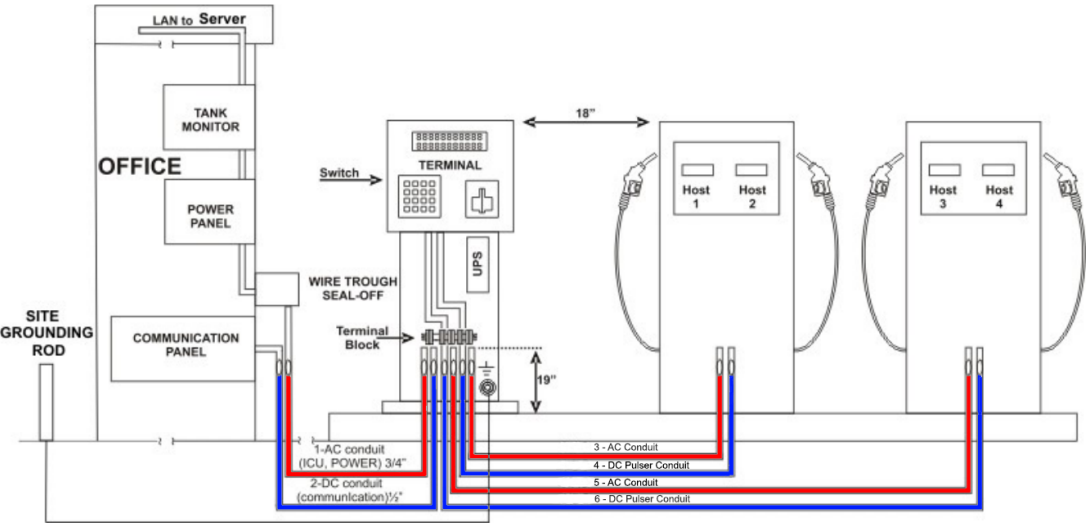 LAN to Server
TANK
MONITOR
OFFICE
POWER
PANEL
WIRE TROUGH
SEAL-OFF
SITE
GROUNDING
ROD
COMMUNICATION
PANEL
Switch
TERMINAL
UPS
Terminal
Block
18"
19"
Host
1
Host
2
Host
3
Host
4
1-AC conduit
(ICU, POWER) 3/4"
2-DC conduit
(communication)½"
3 - AC Conduit
4 - DC Pulser Conduit
5 - AC Conduit
6 - DC Pulser Conduit